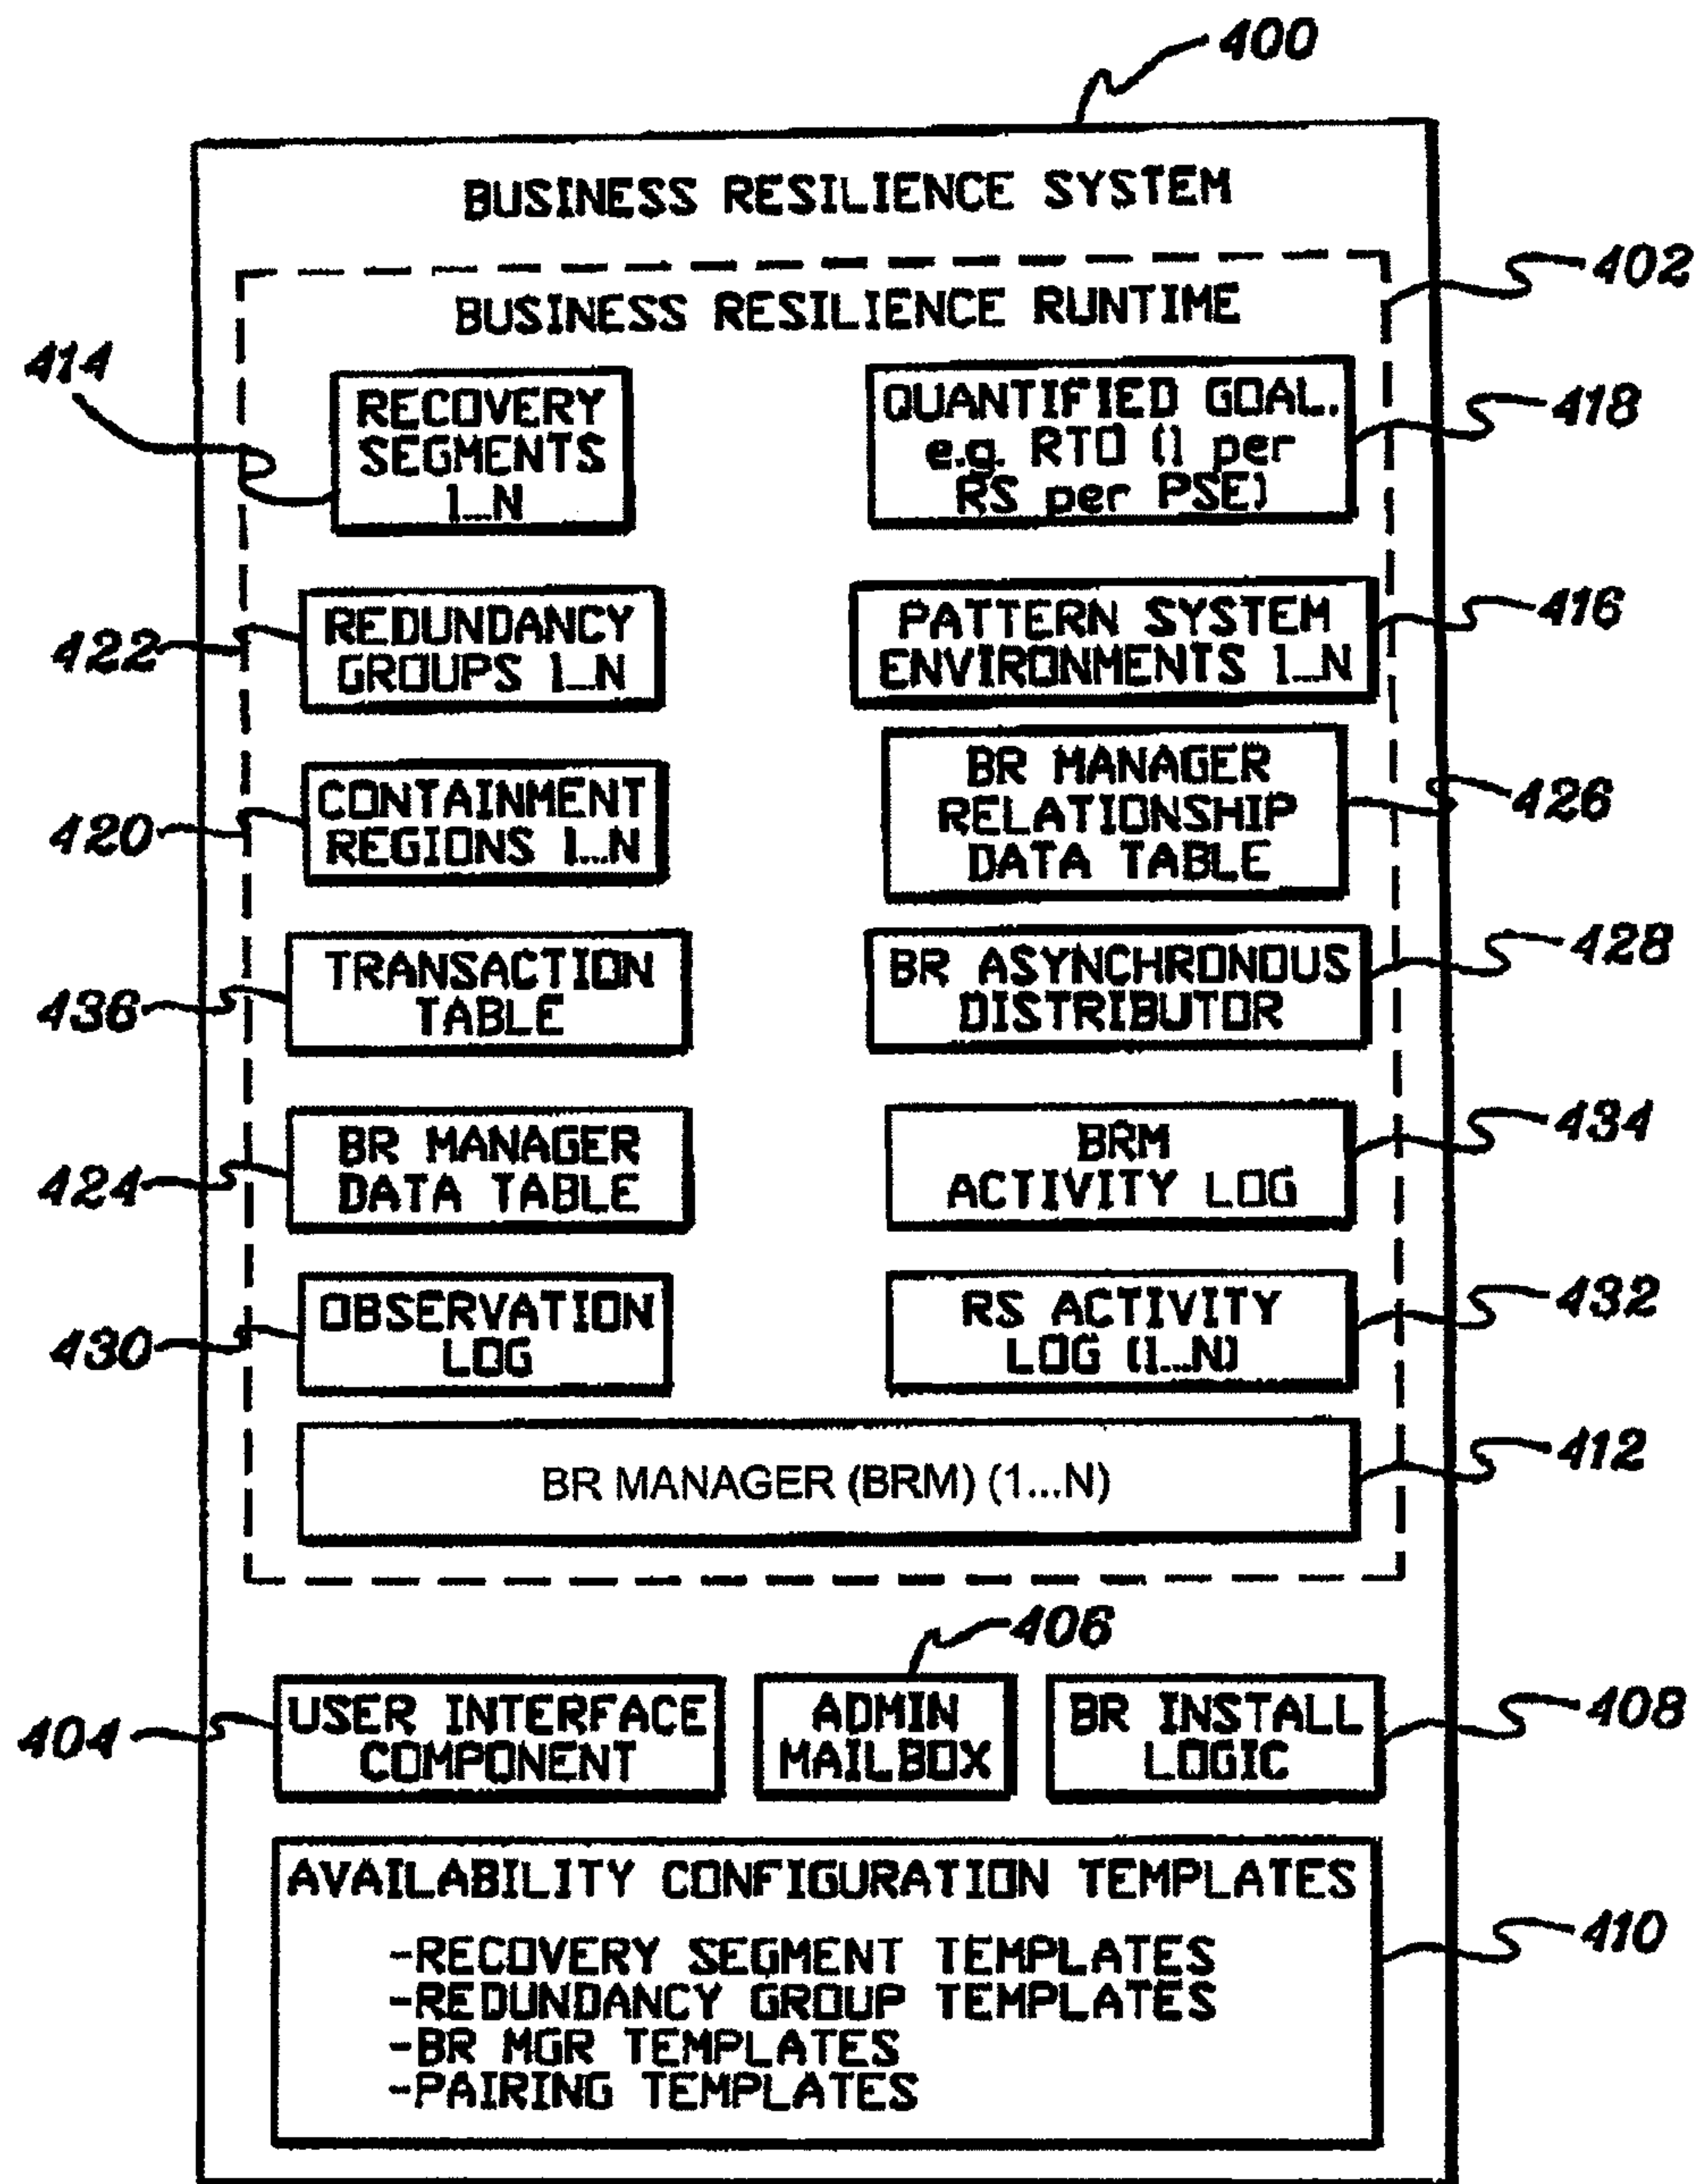 400
BUSINESS RESILIENCE SYSTEM
402
BUSINESS RESILIENCE RUNTIME
414
RECOVERY
SEGMENTS
1...N
QUANTIFIED GOAL.
e.g. RTO (1 per
RS per PSE)
418
422
REDUNDANCY
GROUPS 1...N
PATTERN SYSTEM
ENVIRONMENTS 1...N
416
420
CONTAINMENT
REGIONS 1...N
BR MANAGER
RELATIONSHIP
DATA TABLE
426
436
TRANSACTION
TABLE
BR ASYNCHRONOUS
DISTRIBUTOR
428
424
BR MANAGER
DATA TABLE
BRM
ACTIVITY LOG
434
430
OBSERVATION
LOG
RS ACTIVITY
LOG (1...N)
432
BR MANAGER (BRM) (1...N)
412
406
404
USER INTERFACE
COMPONENT
ADMIN
MAILBOX
BR INSTALL
LOGIC
408
AVAILABILITY CONFIGURATION TEMPLATES
-RECOVERY SEGMENT TEMPLATES
-REDUNDANCY GROUP TEMPLATES
-BR MGR TEMPLATES
-PAIRING TEMPLATES
410